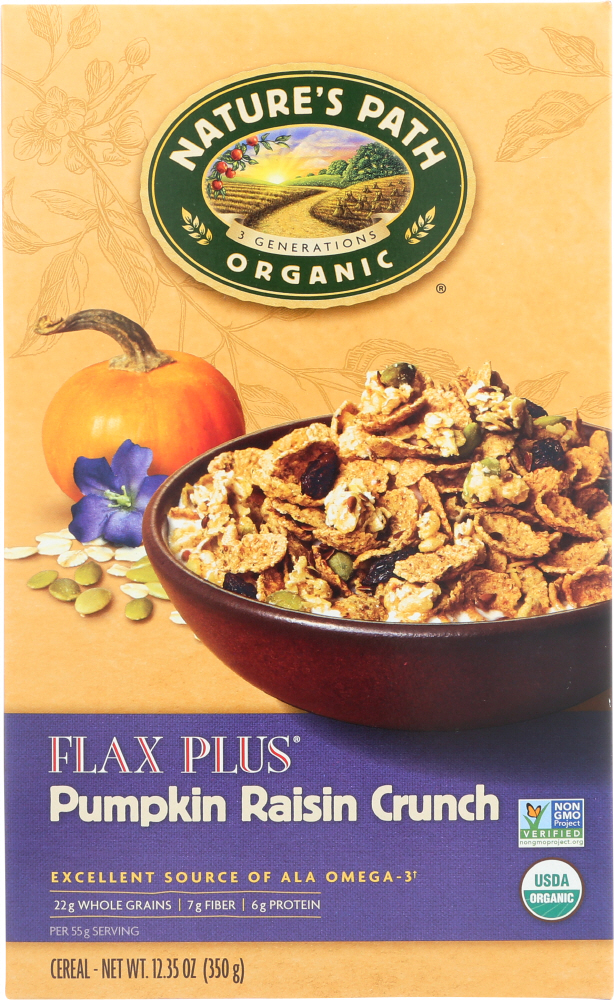 NATURE'S PATH
3 GENERATIONS
ORGANIC
®
FLAX PLUS®
Pumpkin Raisin Crunch
NON
GMO
Project
VERIFIED
nongmoproject.org
EXCELLENT SOURCE OF ALA OMEGA-3†
22g WHOLE GRAINS | 7g FIBER | 6g PROTEIN
PER 55g SERVING
USDA
ORGANIC
CEREAL - NET WT. 12.35 OZ (350 g)